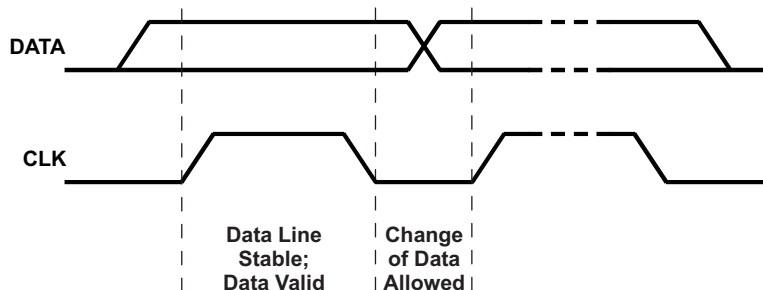 DATA
CLK
Data Line
Stable;
Data Valid
Change
of Data
Allowed